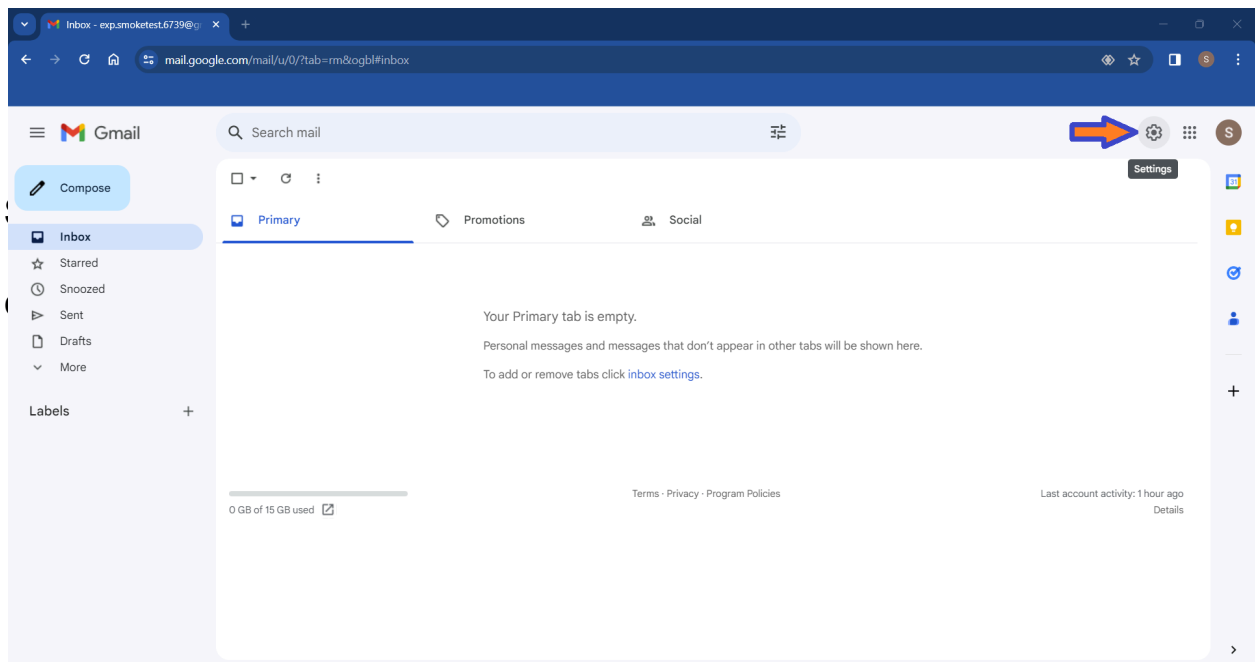 Inbox - exp.smoketest.6739@g
mail.google.com/mail/u/0/?tab=rm&ogbl#inbox
S
Gmail
Search mail
S
Settings
Compose
31
Primary
Promotions
Social
Inbox
Starred
Snoozed
Sent
Drafts
More
Labels
Your Primary tab is empty.
Personal messages and messages that don't appear in other tabs will be shown here.
To add or remove tabs click inbox settings.
0 GB of 15 GB used
Terms · Privacy · Program Policies
Last account activity: 1 hour ago
Details